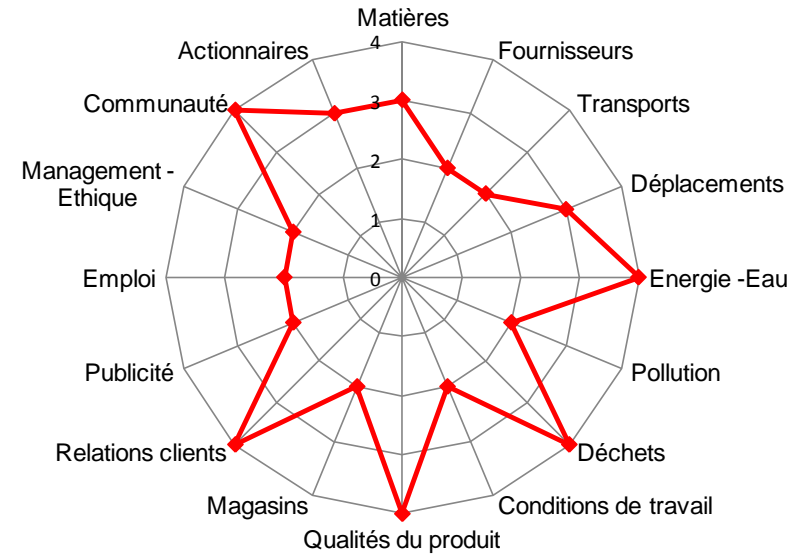 Matières
Actionnaires
Fournisseurs
Communauté
Transports
Management -
Ethique
Déplacements
Emploi
Energie -Eau
Publicité
Pollution
Relations clients
Déchets
Magasins
Conditions de travail
Qualités du produit
4
3
2
1
0